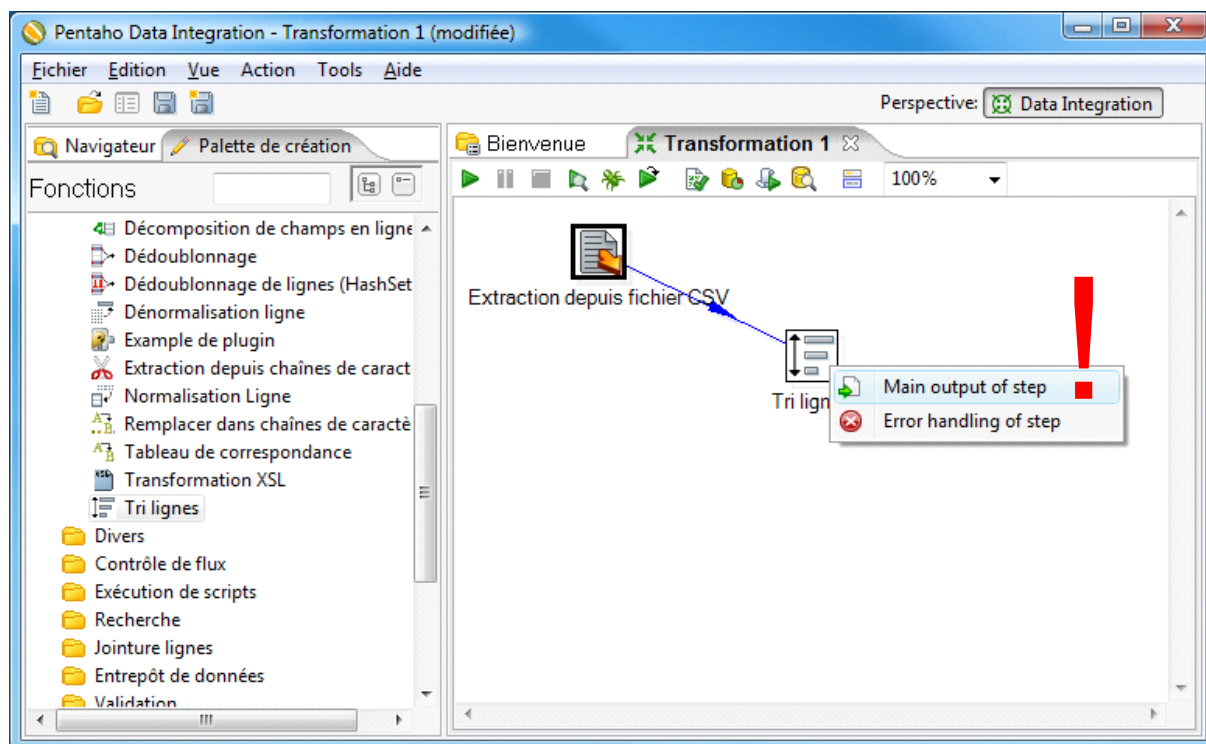 Pentaho Data Integration - Transformation 1 (modifiée)
Fichier Edition Vue Action Tools Aide
Perspective: Data Integration
Navigateur Palette de création
Bienvenue Transformation 1
Fonctions
100%
Décomposition de champs en ligne
Dédoublonnage
Dédoublonnage de lignes (HashSet
Dénormalisation ligne
Example de plugin
Extraction depuis chaînes de caract
Normalisation Ligne
Remplacer dans chaînes de caractè
Tableau de correspondance
Transformation XSL
Tri lignes
Divers
Contrôle de flux
Exécution de scripts
Recherche
Jointure lignes
Entrepôt de données
Validation
Extraction depuis fichier CSV
Tri lign
Main output of step
Error handling of step
!